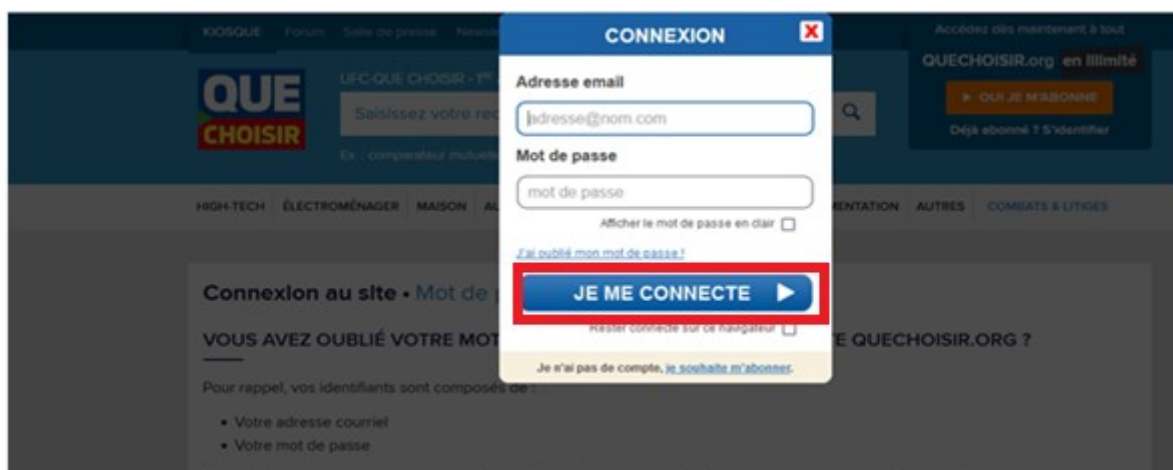 KIOSQUE Forum Salle de presse
Accédez dès maintenant à tout
QUECHOISIR.org en illimité
OUI JE M'ABONNE
Déjà abonné ? S'identifier
QUE
CHOISIR
UFC-QUE CHOISIR - 1re
Saisissez votre
Ex. : comparateur
HIGH-TECH ÉLECTROMÉNAGER MAISON
AUTRES COMBATS & LITIGES
CONNEXION
X
Adresse email
adresse@nom.com
Mot de passe
mot de passe
Afficher le mot de passe en clair
J'ai oublié mon mot de passe !
JE ME CONNECTE
Rester connecté sur ce navigateur
Je n'ai pas de compte, je souhaite m'abonner.
Connexion au site • Mot de
VOUS AVEZ OUBLIÉ VOTRE
QUECHOISIR.ORG ?
Pour rappel, vos identifiants sont composés de :
• Votre adresse courriel
• Votre mot de passe